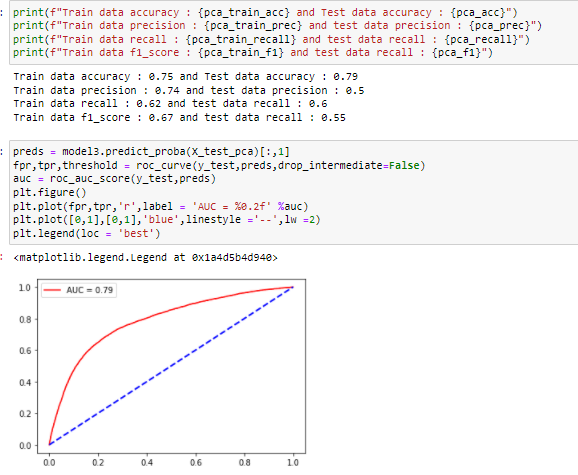 print(f"Train data accuracy : {pca_train_acc} and Test data accuracy : {pca_acc}")
print(f"Train data precision : {pca_train_prec} and test data precision : {pca_prec}")
print(f"Train data recall : {pca_train_recall} and test data recall : {pca_recall}")
print(f"Train data f1_score : {pca_train_f1} and test data recall : {pca_f1}")
Train data accuracy : 0.75 and Test data accuracy : 0.79
Train data precision : 0.74 and test data precision : 0.5
Train data recall : 0.62 and test data recall : 0.6
Train data f1_score : 0.67 and test data recall : 0.55
preds = model3.predict_proba(X_test_pca)[:,1]
fpr,tpr,threshold = roc_curve(y_test,preds,drop_intermediate=False)
auc = roc_auc_score(y_test,preds)
plt.figure()
plt.plot(fpr,tpr,'r',label = 'AUC = %0.2f' %auc)
plt.plot([0,1],[0,1],'blue',linestyle ='--',lw =2)
plt.legend(loc = 'best')
<matplotlib.legend.Legend at 0x1a4d5b4d940>
AUC = 0.79
1.0
0.8
0.6
0.4
0.2
0.0
0.0 0.2 0.4 0.6 0.8 1.0